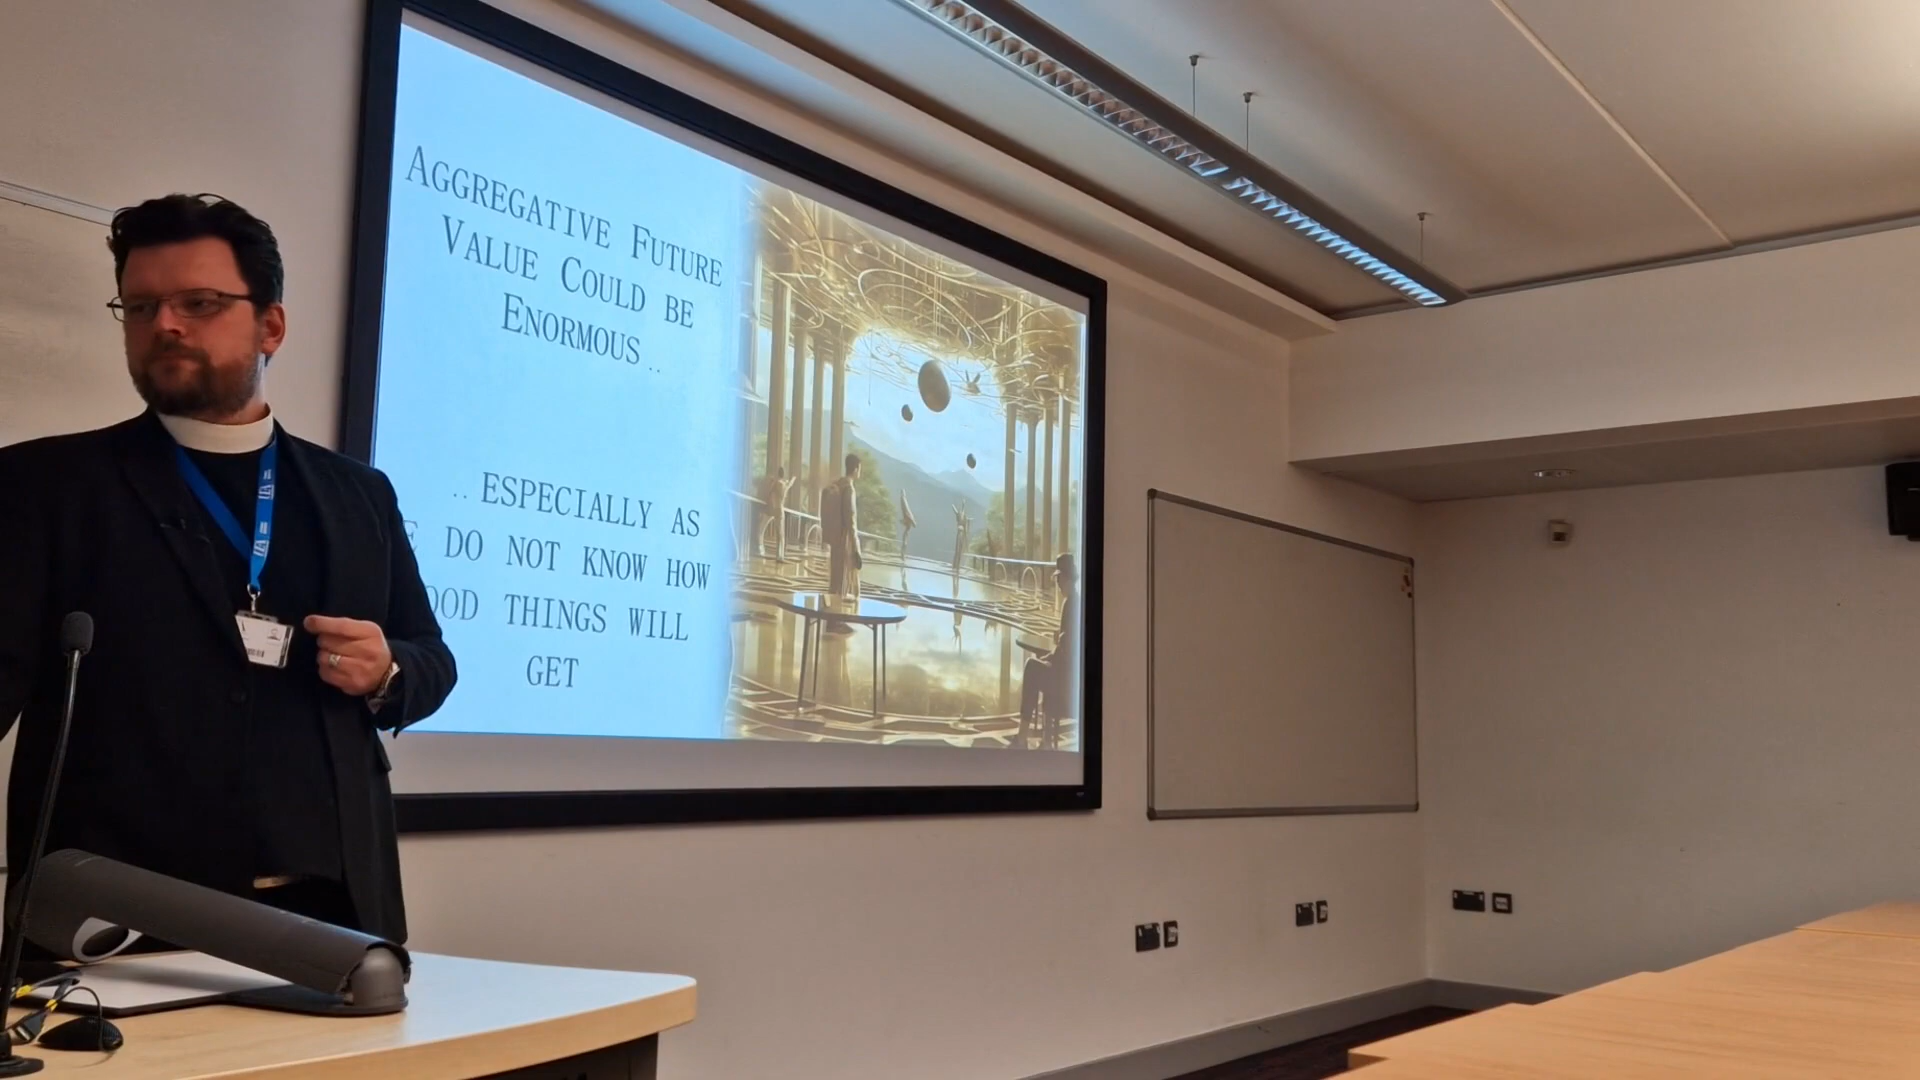 AGGREGATIVE FUTURE
VALUE COULD BE
ENORMOUS..
..ESPECIALLY AS
DO NOT KNOW HOW
THINGS WILL
GET